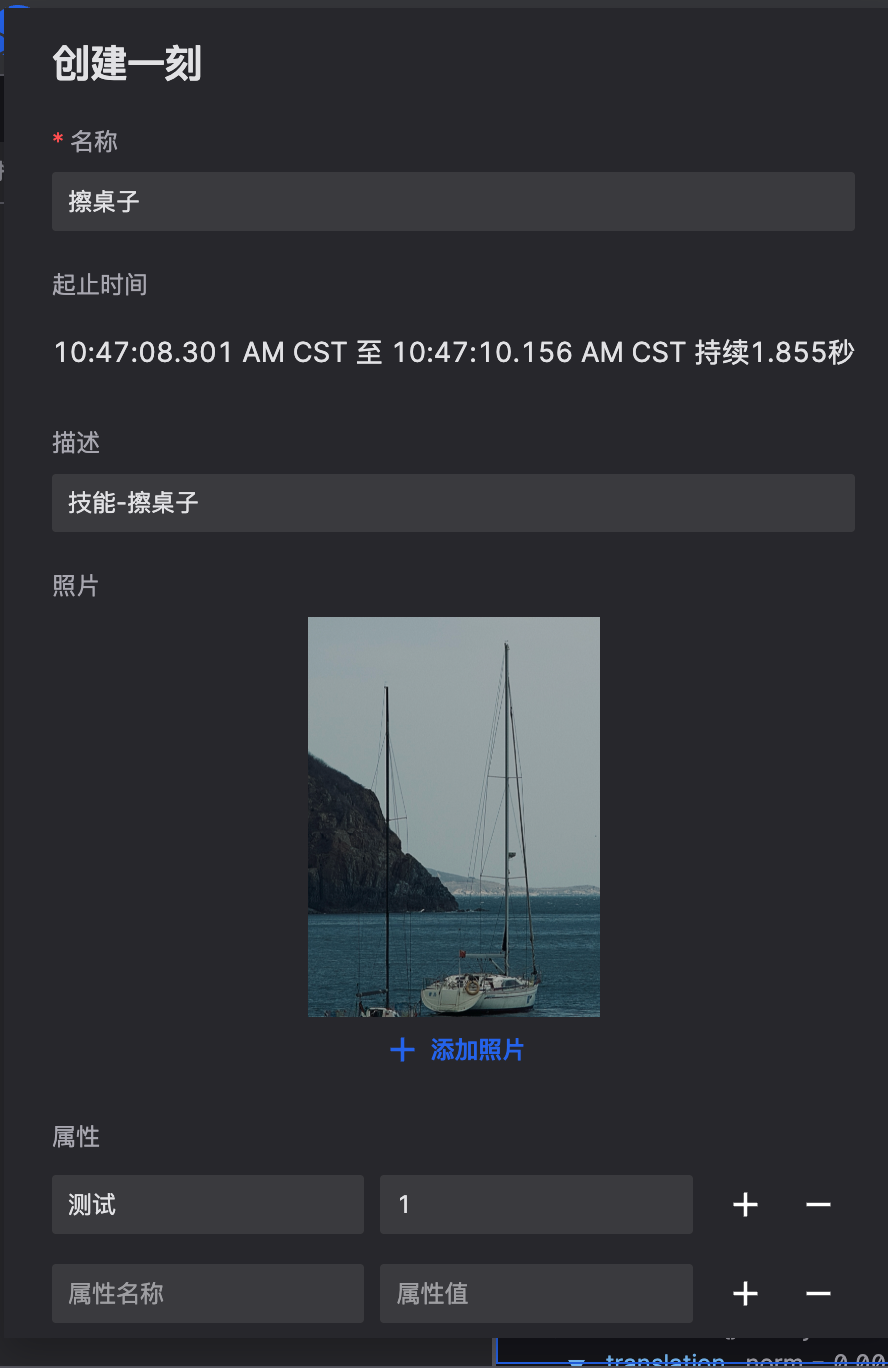 创建一刻
* 名称
擦桌子
起止时间
10:47:08.301 AM CST 至 10:47:10.156 AM CST 持续1.855秒
描述
技能-擦桌子
照片
+ 添加照片
属性
测试 1 + −
属性名称 属性值 + −
translation